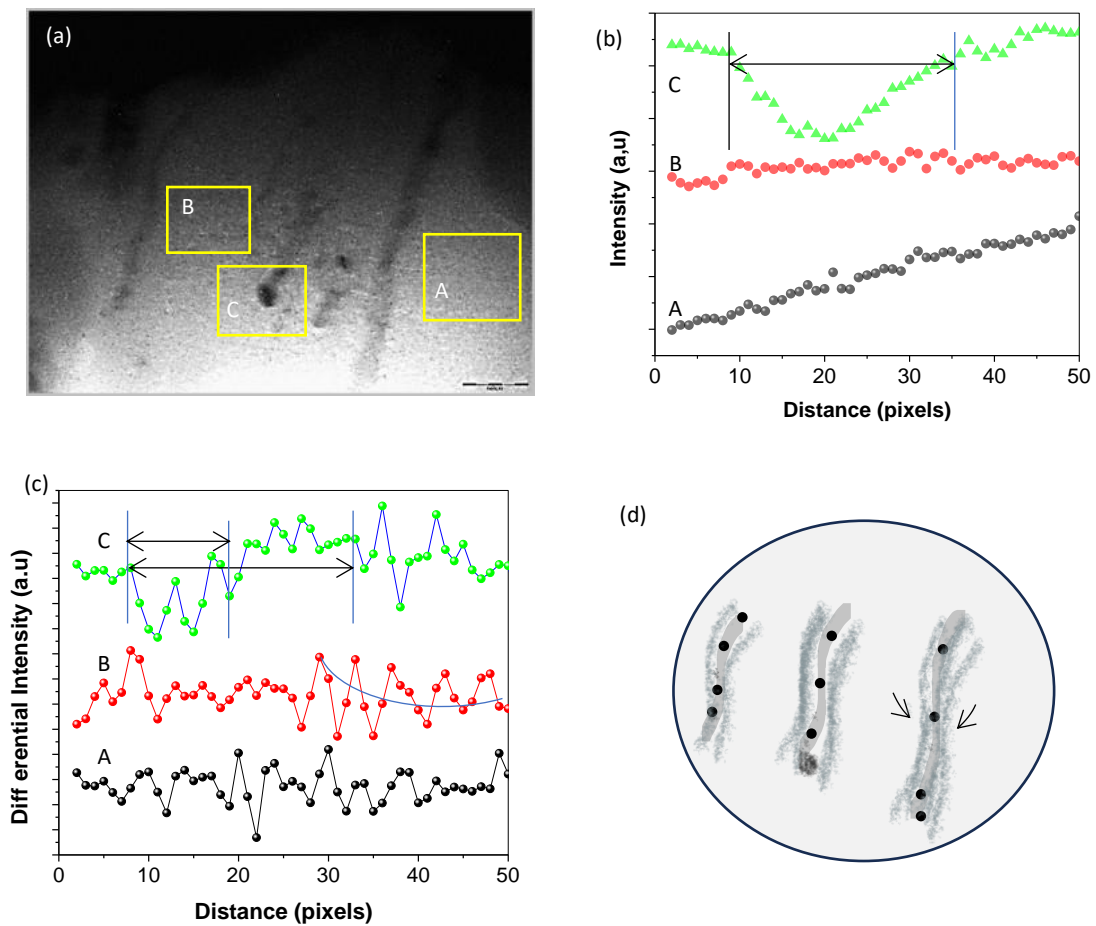 (a)
B
C
A
(b)
C
B
A
Intensity (a,u)
0 10 20 30 40 50
Distance (pixels)
(c)
C
B
A
Diff erential Intensity (a.u)
0 10 20 30 40 50
Distance (pixels)
(d)